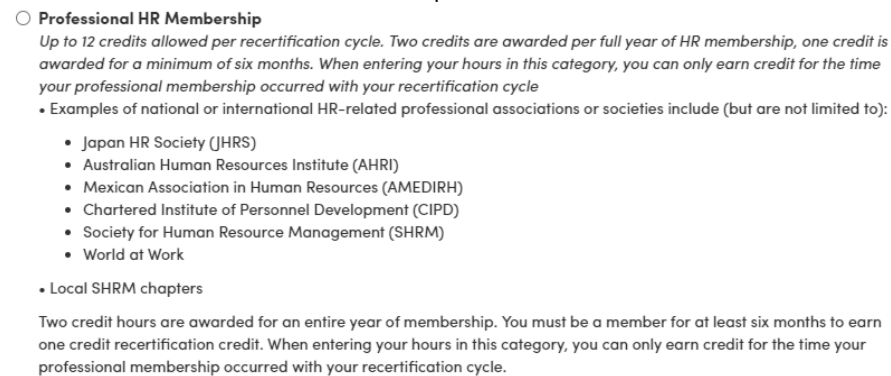 Professional HR Membership
Up to 12 credits allowed per recertification cycle. Two credits are awarded per full year of HR membership, one credit is
awarded for a minimum of six months. When entering your hours in this category, you can only earn credit for the time
your professional membership occurred with your recertification cycle
• Examples of national or international HR-related professional associations or societies include (but are not limited to):
• Japan HR Society (JHRS)
• Australian Human Resources Institute (AHRI)
• Mexican Association in Human Resources (AMEDIRH)
• Chartered Institute of Personnel Development (CIPD)
• Society for Human Resource Management (SHRM)
• World at Work
• Local SHRM chapters
Two credit hours are awarded for an entire year of membership. You must be a member for at least six months to earn
one credit recertification credit. When entering your hours in this category, you can only earn credit for the time your
professional membership occurred with your recertification cycle.